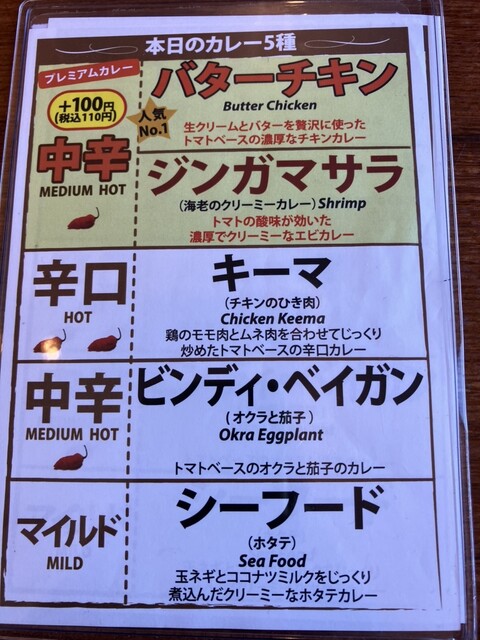 本日のカレー5種
プレミアムカレー
+100円
(税込110円)
人気
No.1
バターチキン
Butter Chicken
生クリームとバターを贅沢に使った
トマトベースの濃厚なチキンカレー
中辛
MEDIUM HOT
ジンガマサラ
(海老のクリーミーカレー) Shrimp
トマトの酸味が効いた
濃厚でクリーミーなエビカレー
辛口
HOT
キーマ
(チキンのひき肉)
Chicken Keema
鶏のモモ肉とムネ肉を合わせてじっくり
炒めたトマトベースの辛口カレー
中辛
MEDIUM HOT
ビンディ・ベイガン
(オクラと茄子)
Okra Eggplant
トマトベースのオクラと茄子のカレー
マイルド
MILD
シーフード
(ホタテ)
Sea Food
玉ネギとココナツミルクをじっくり
煮込んだクリーミーなホタテカレー